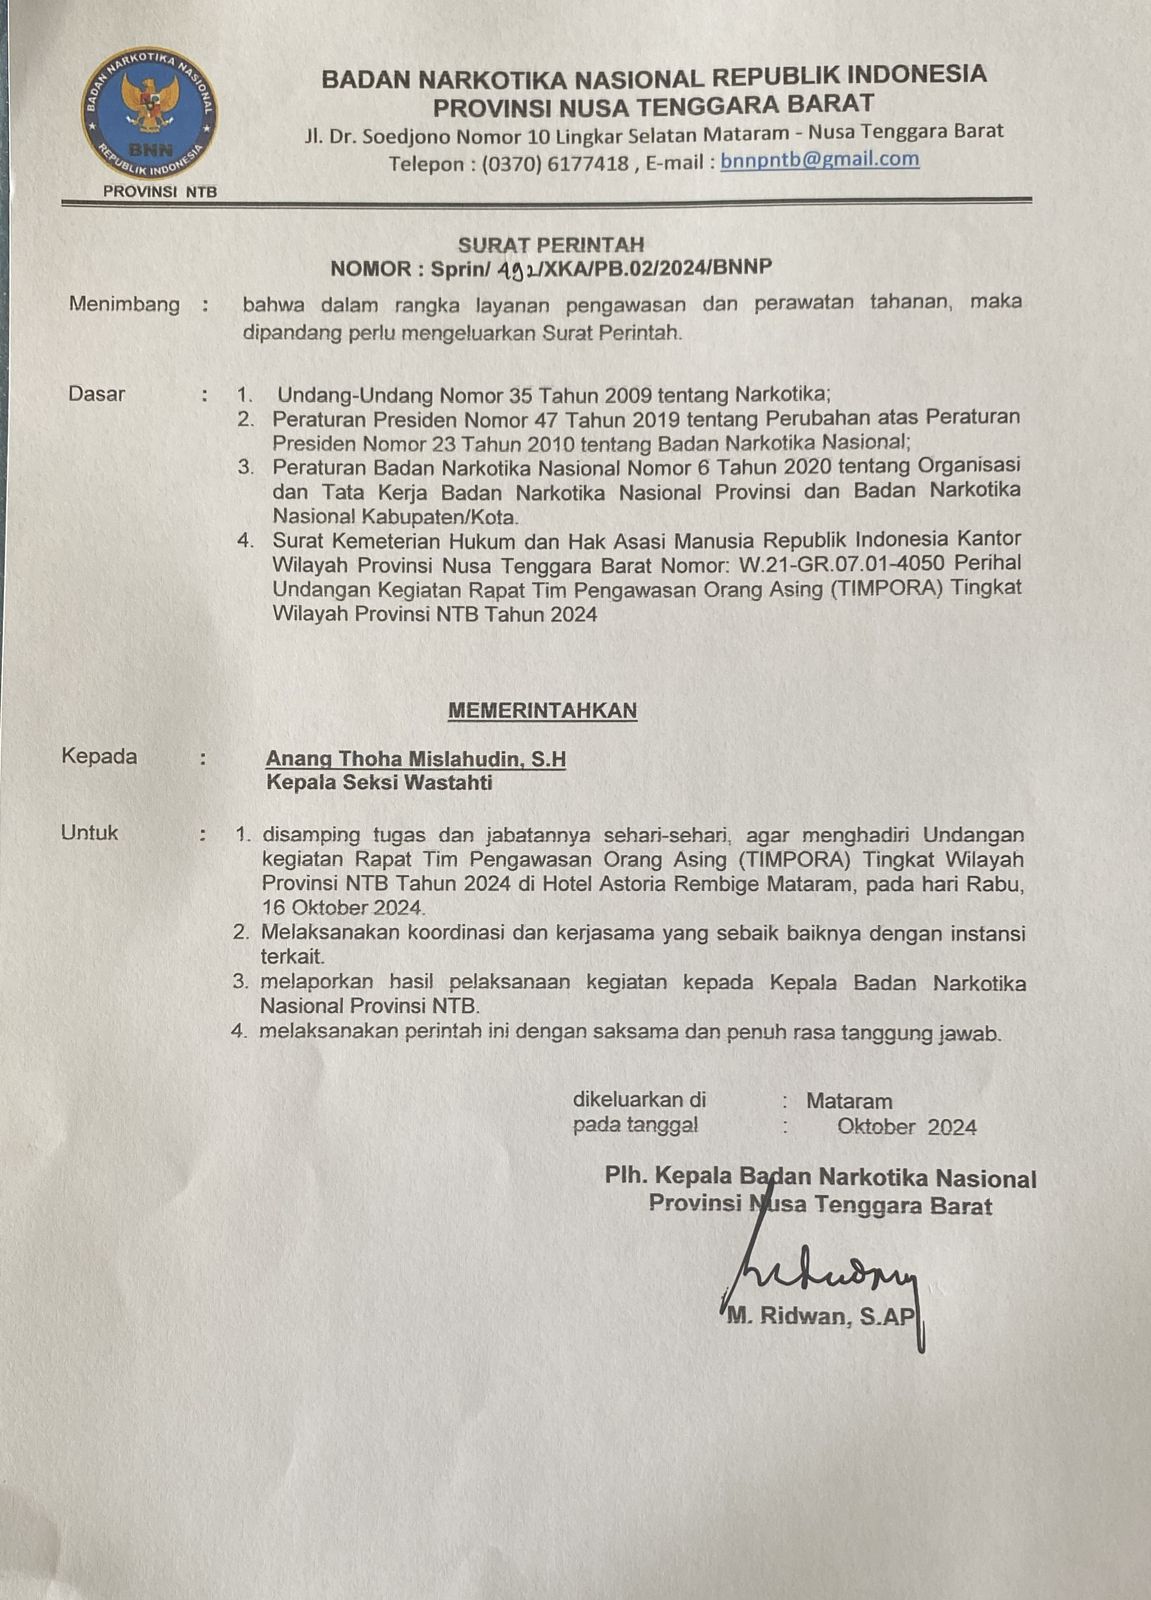 BADAN NARKOTIKA NASIONAL
BNN
REPUBLIK INDONESIA
PROVINSI NTB
BADAN NARKOTIKA NASIONAL REPUBLIK INDONESIA
PROVINSI NUSA TENGGARA BARAT
Jl. Dr. Soedjono Nomor 10 Lingkar Selatan Mataram - Nusa Tenggara Barat
Telepon : (0370) 6177418 , E-mail : bnnpntb@gmail.com
SURAT PERINTAH
NOMOR : Sprin/ 492/XKA/PB.02/2024/BNNP
Menimbang : bahwa dalam rangka layanan pengawasan dan perawatan tahanan, maka
dipandang perlu mengeluarkan Surat Perintah.
Dasar : 1. Undang-Undang Nomor 35 Tahun 2009 tentang Narkotika;
2. Peraturan Presiden Nomor 47 Tahun 2019 tentang Perubahan atas Peraturan
Presiden Nomor 23 Tahun 2010 tentang Badan Narkotika Nasional;
3. Peraturan Badan Narkotika Nasional Nomor 6 Tahun 2020 tentang Organisasi
dan Tata Kerja Badan Narkotika Nasional Provinsi dan Badan Narkotika
Nasional Kabupaten/Kota.
4. Surat Kemeterian Hukum dan Hak Asasi Manusia Republik Indonesia Kantor
Wilayah Provinsi Nusa Tenggara Barat Nomor: W.21-GR.07.01-4050 Perihal
Undangan Kegiatan Rapat Tim Pengawasan Orang Asing (TIMPORA) Tingkat
Wilayah Provinsi NTB Tahun 2024
MEMERINTAHKAN
Kepada : Anang Thoha Mislahudin, S.H
Kepala Seksi Wastahti
Untuk : 1. disamping tugas dan jabatannya sehari-sehari, agar menghadiri Undangan
kegiatan Rapat Tim Pengawasan Orang Asing (TIMPORA) Tingkat Wilayah
Provinsi NTB Tahun 2024 di Hotel Astoria Rembige Mataram, pada hari Rabu,
16 Oktober 2024.
2. Melaksanakan koordinasi dan kerjasama yang sebaik baiknya dengan instansi
terkait.
3. melaporkan hasil pelaksanaan kegiatan kepada Kepala Badan Narkotika
Nasional Provinsi NTB.
4. melaksanakan perintah ini dengan saksama dan penuh rasa tanggung jawab.
dikeluarkan di : Mataram
pada tanggal : Oktober 2024
Plh. Kepala Badan Narkotika Nasional
Provinsi Nusa Tenggara Barat
M. Ridwan, S.AP